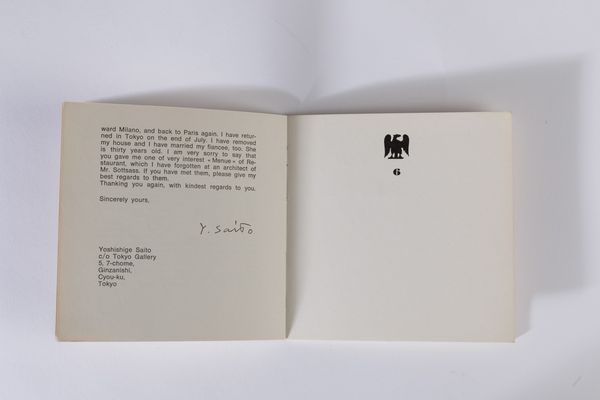 ward Milano, and back to Paris again. I have retur-
ned in Tokyo on the end of July. I have removed
my house and I have married my fiancee, too. She
is thirty years old. I am very sorry to say that
you gave me one of very interest «Menue» of Re-
staurant, which I have forgotten at an architect of
Mr. Sottsass. If you have met them, please give my
best regards to them.
Thanking you again, with kindest regards to you.
Sincerely yours,
Y. Saito
Yoshishige Saito
c/o Tokyo Gallery
5, 7-chome,
Ginzanishi,
Cyou-ku,
Tokyo
6